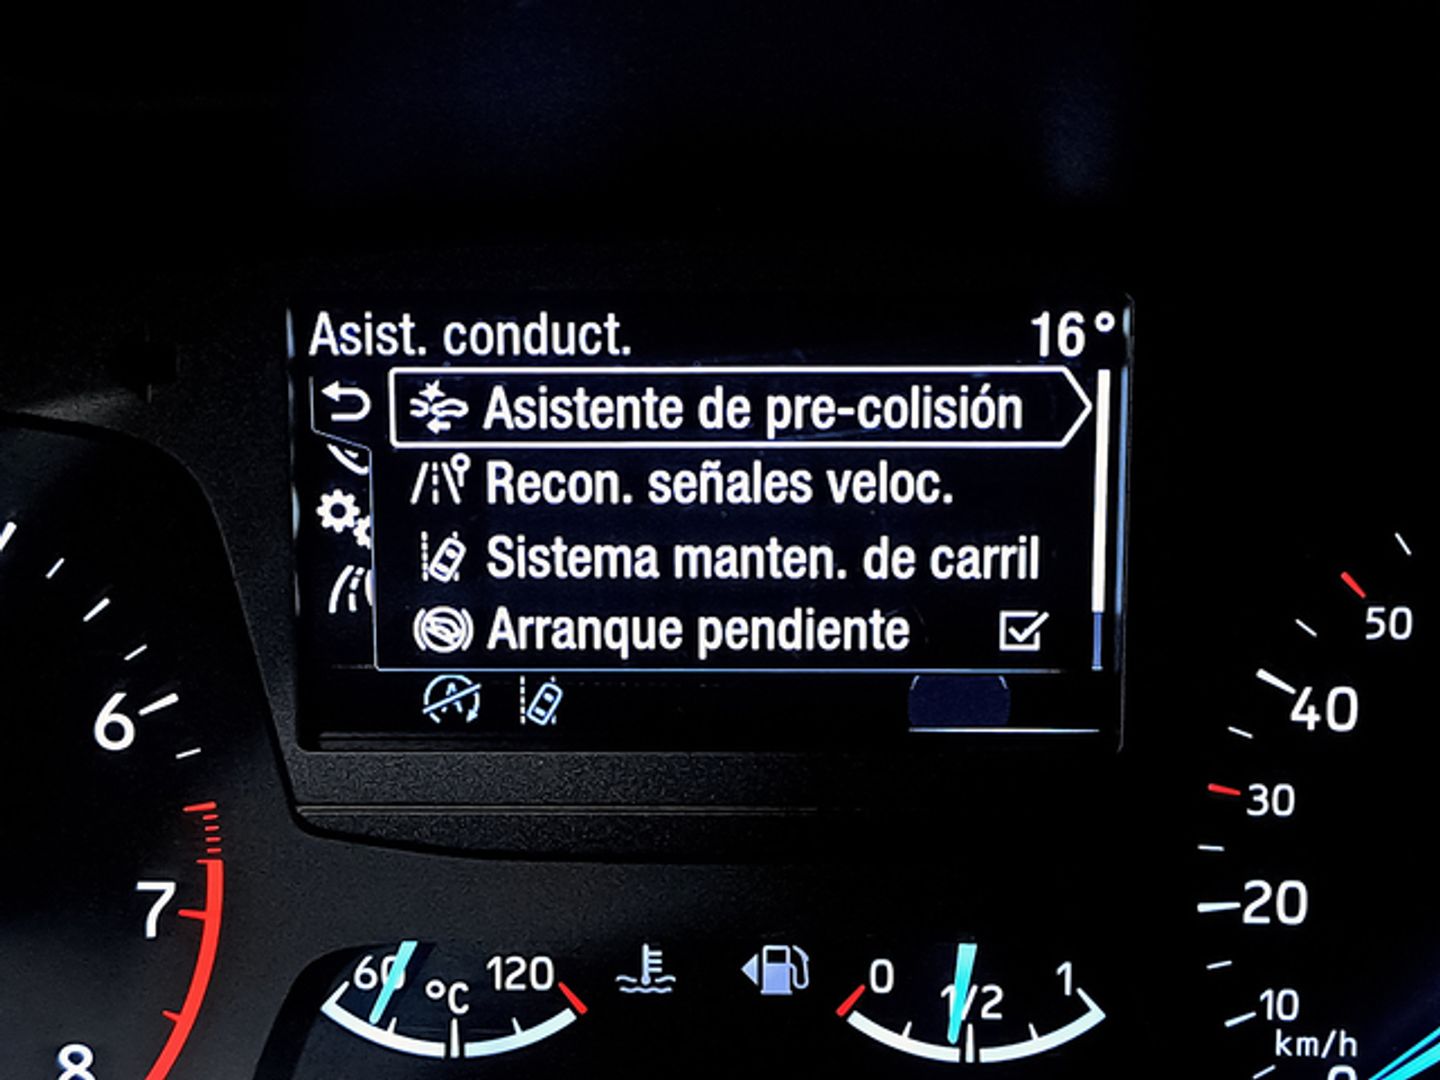 Asist. conduct. 16°
Asistente de pre-colisión
Recon. señales veloc.
Sistema manten. de carril
Arranque pendiente
A
6
7
8
60 °C 120
0 1/2 1
50
40
30
20
10
km/h
0